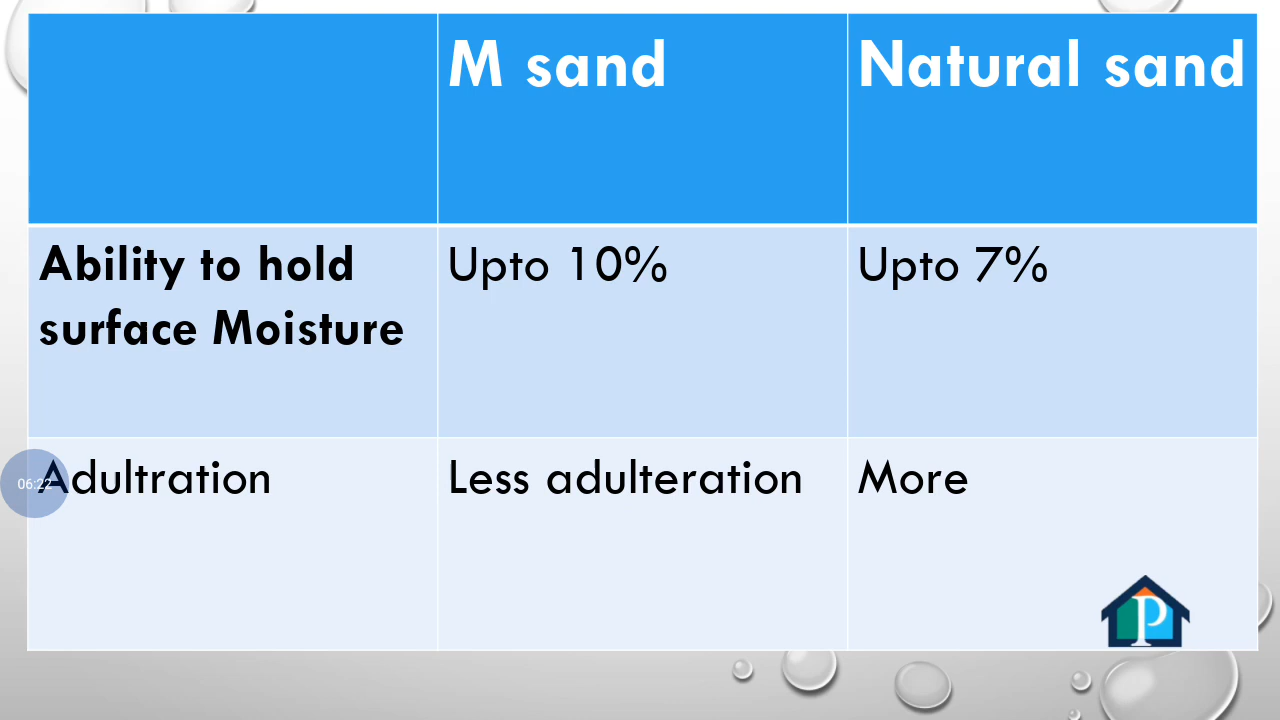 M sand
Natural sand
Ability to hold
surface Moisture
Upto 10%
Upto 7%
Adultration
Less adulteration
More
06:22
P